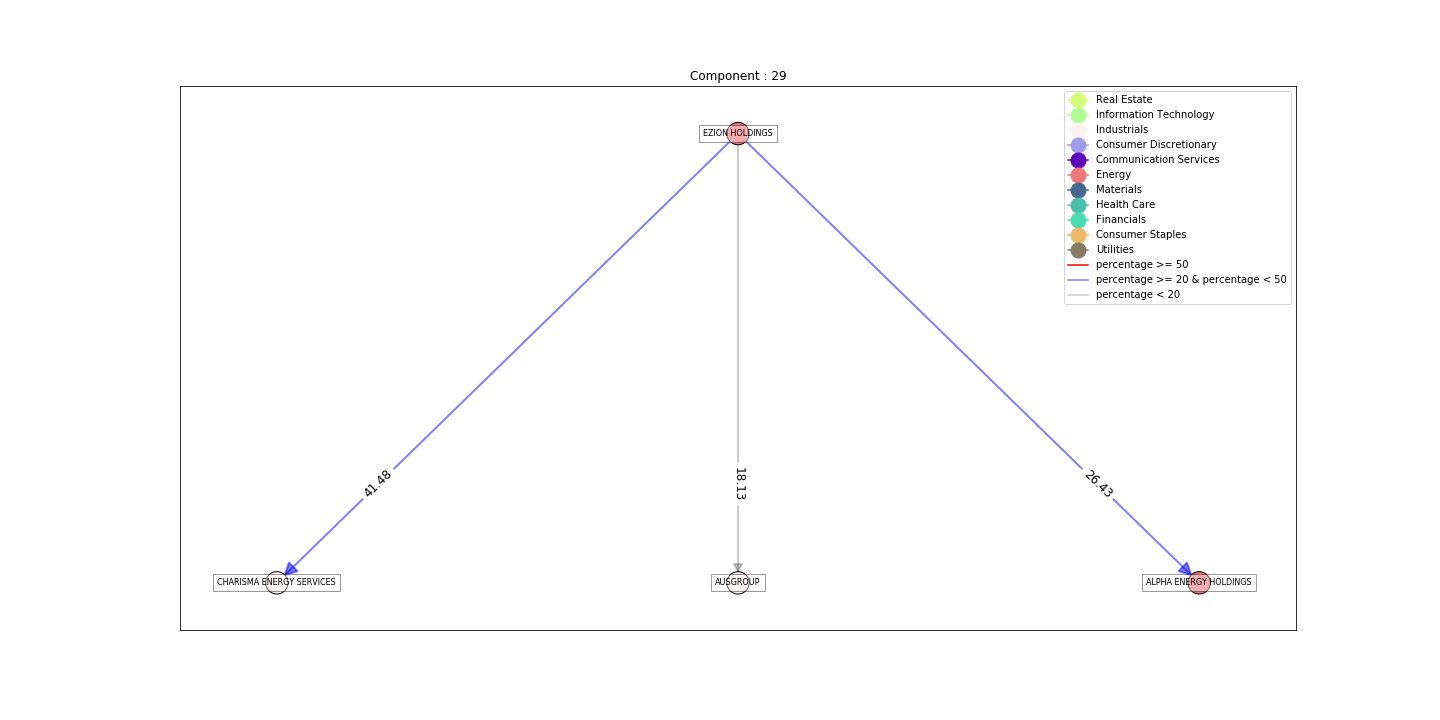 Component : 29
EZION HOLDINGS
Real Estate
Information Technology
Industrials
Consumer Discretionary
Communication Services
Energy
Materials
Health Care
Financials
Consumer Staples
Utilities
percentage >= 50
percentage >= 20 & percentage < 50
percentage < 20
41.48
18.13
26.43
CHARISMA ENERGY SERVICES
AUSGROUP
ALPHA ENERGY HOLDINGS